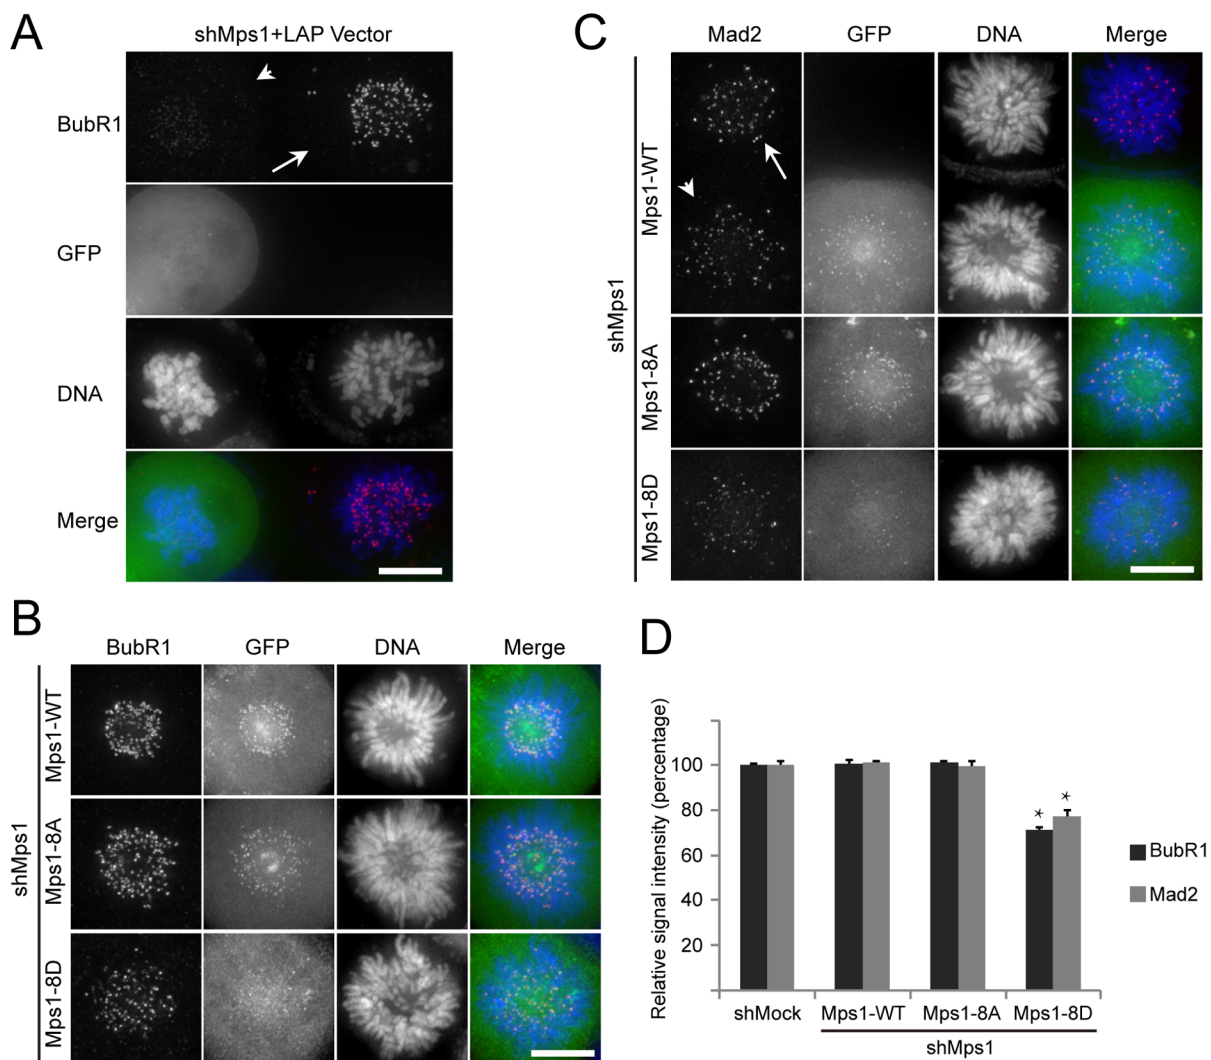 A
shMps1+LAP Vector
BubR1
GFP
DNA
Merge
B
BubR1 GFP DNA Merge
shMps1
Mps1-WT
Mps1-8A
Mps1-8D
C
Mad2 GFP DNA Merge
shMps1
Mps1-WT
Mps1-8A
Mps1-8D
D
Relative signal intensity (percentage)
100
80
60
40
20
* *
BubR1
Mad2
shMock Mps1-WT Mps1-8A Mps1-8D
shMps1